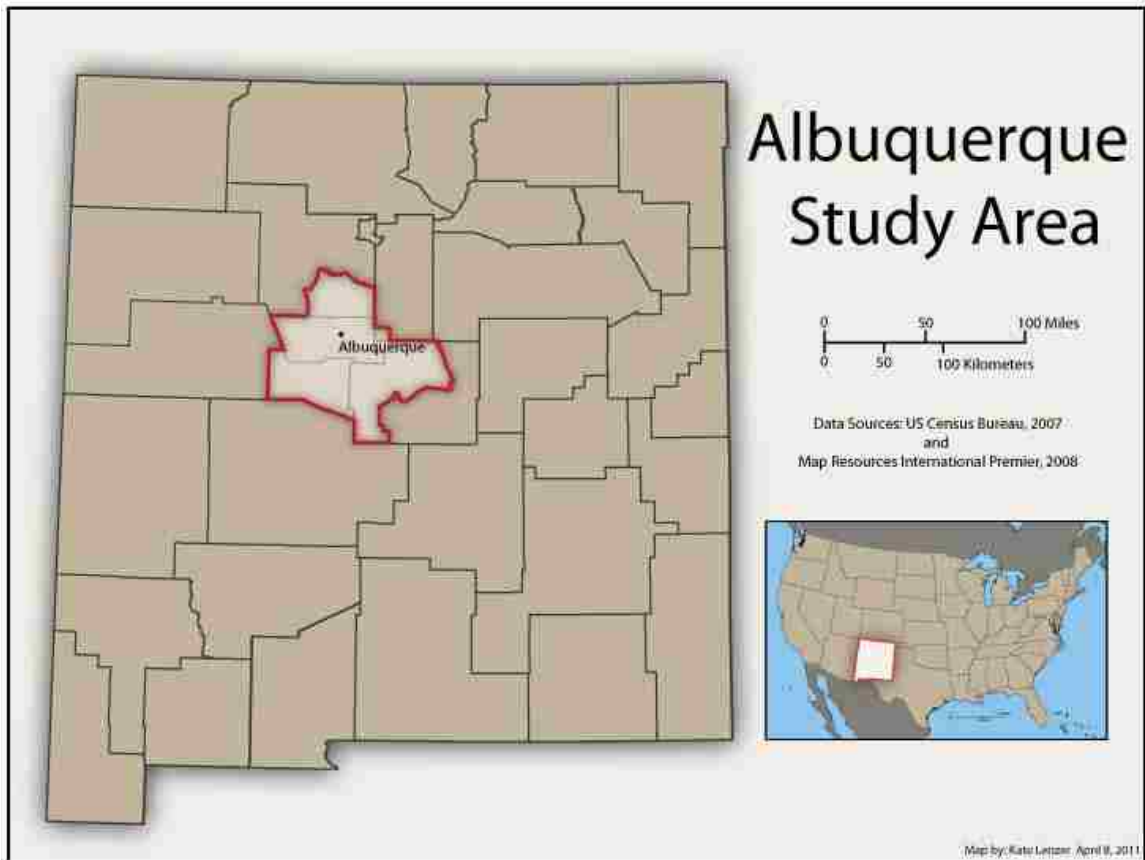 Albuquerque
Study Area
Albuquerque
0 50 100 Miles
0 50 100 Kilometers
Data Sources: US Census Bureau, 2007
and
Map Resources International Premier, 2008
Map by: Kate Lenzer April 8, 2011